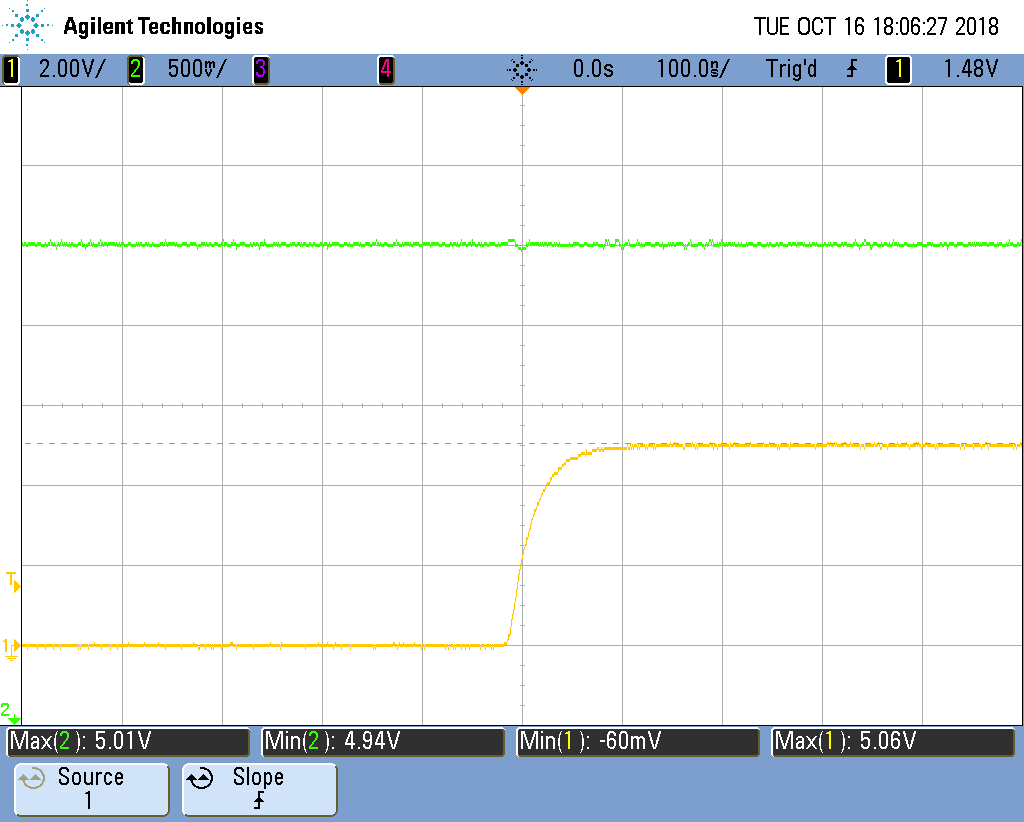 Agilent Technologies TUE OCT 16 18:06:27 2018
1 2.00V/ 2 500mV/ 3 4 0.0s 100.0ns/ Trig'd 1 1.48V
T
1
2
Max(2): 5.01V Min(2): 4.94V Min(1): -60mV Max(1): 5.06V
Source Slope
1